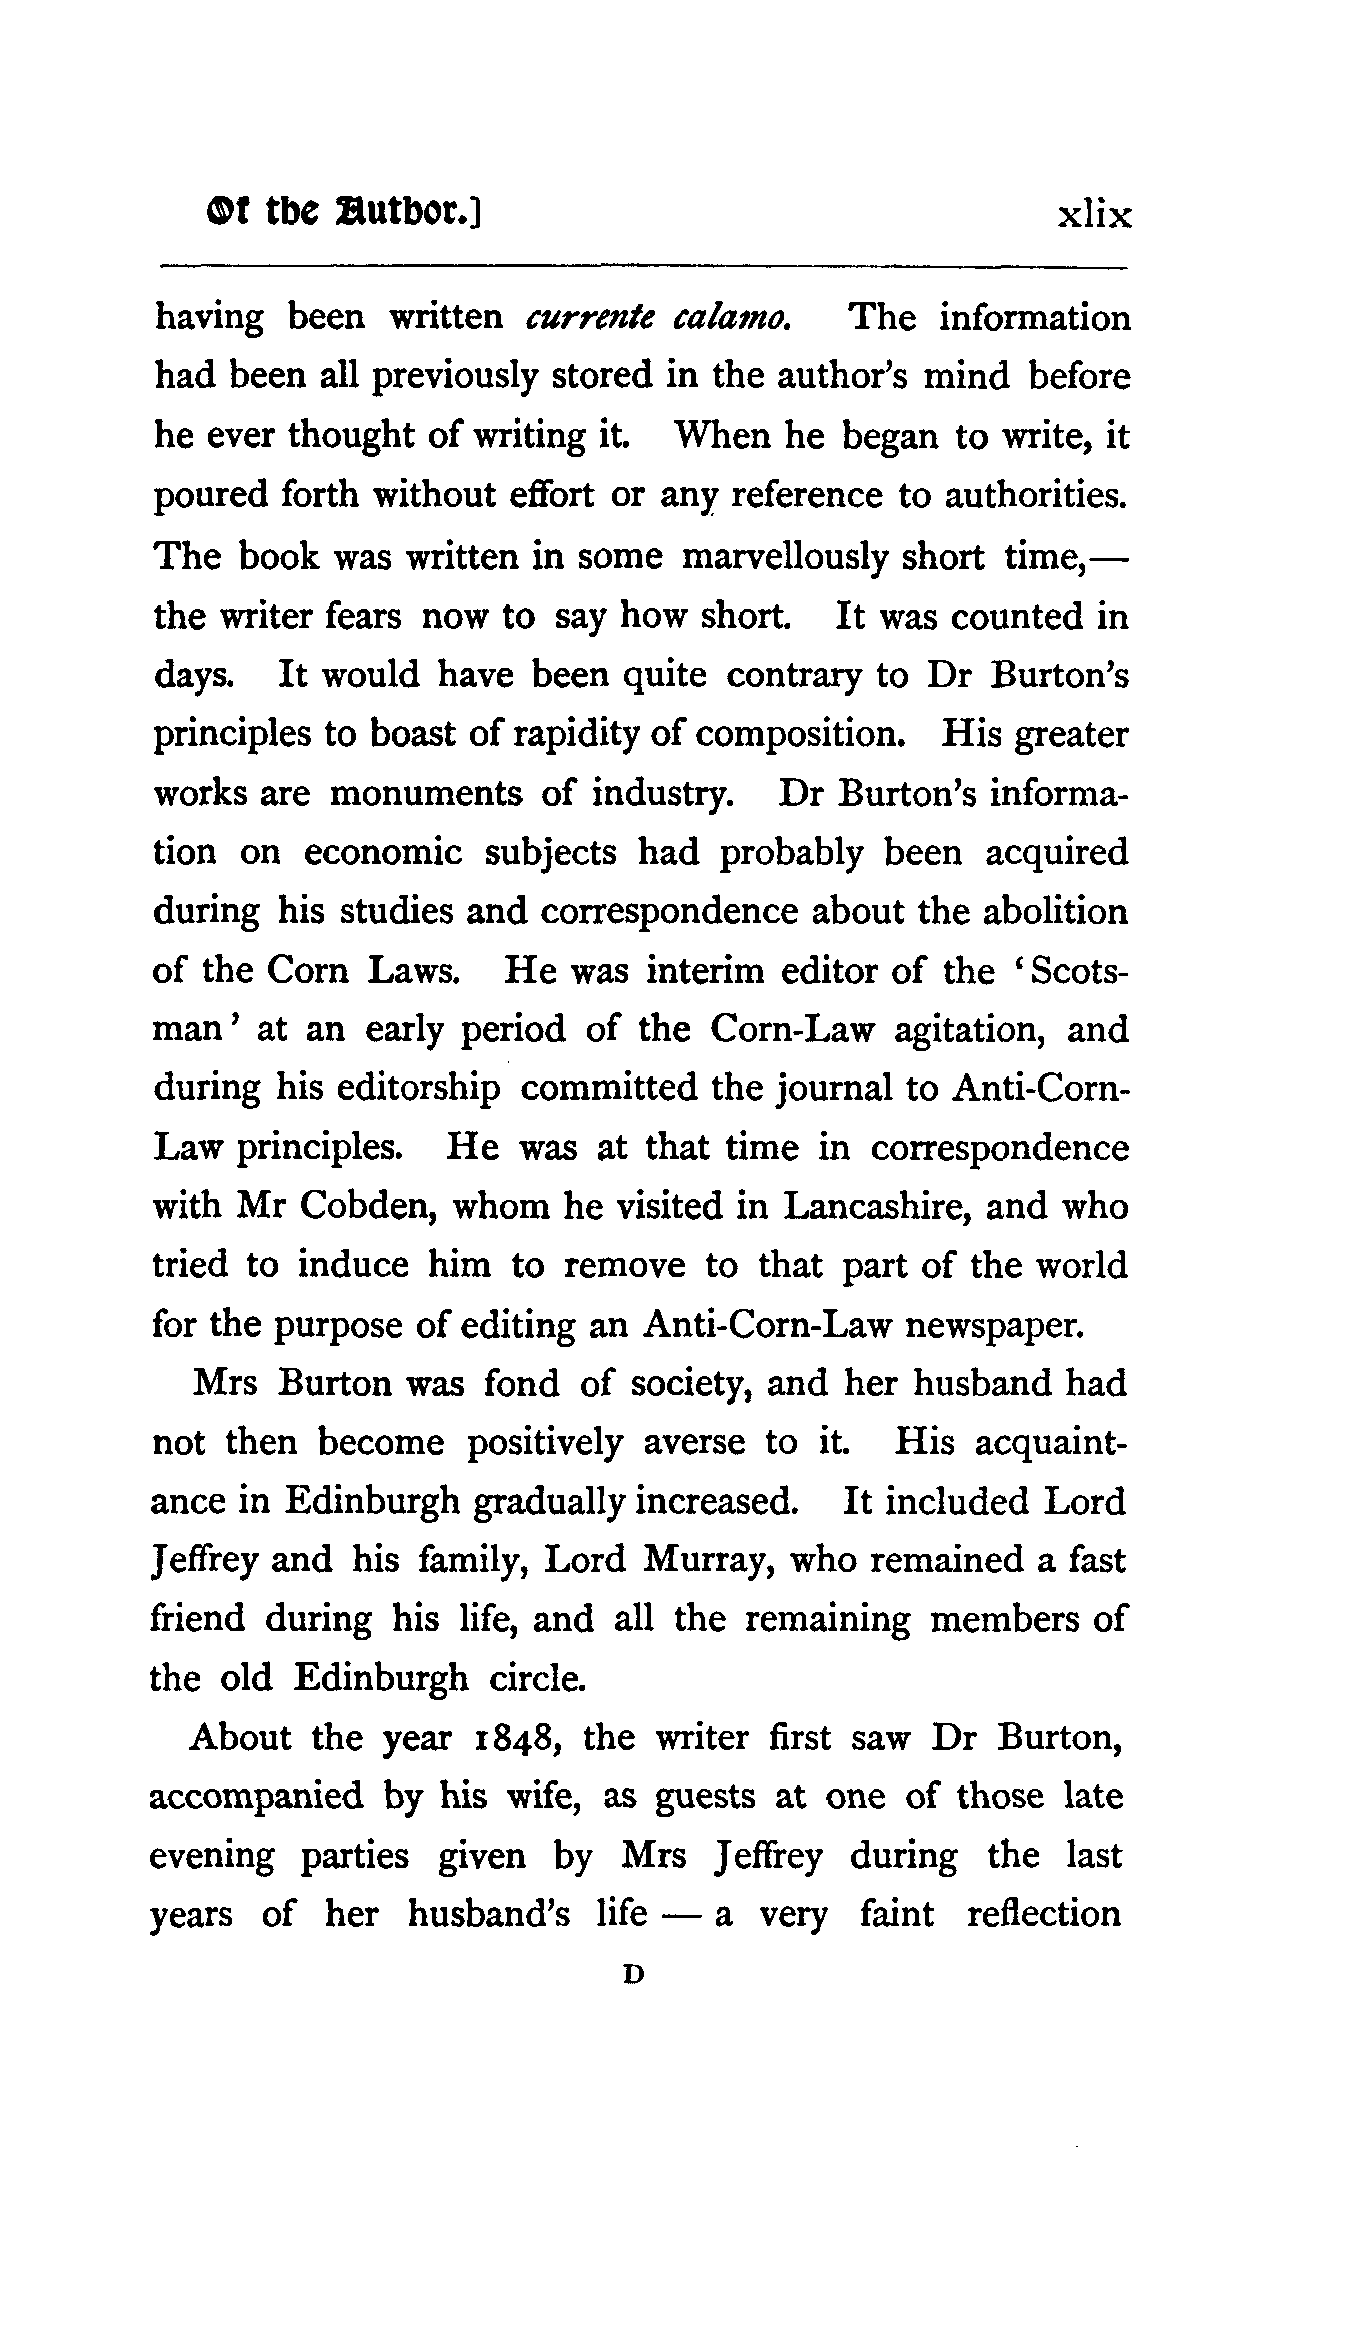 Of the Author.] xlix
having been written currente calamo. The information
had been all previously stored in the author's mind before
he ever thought of writing it. When he began to write, it
poured forth without effort or any reference to authorities.
The book was written in some marvellously short time,—
the writer fears now to say how short. It was counted in
days. It would have been quite contrary to Dr Burton's
principles to boast of rapidity of composition. His greater
works are monuments of industry. Dr Burton's informa-
tion on economic subjects had probably been acquired
during his studies and correspondence about the abolition
of the Corn Laws. He was interim editor of the ‘Scots-
man’ at an early period of the Corn-Law agitation, and
during his editorship committed the journal to Anti-Corn-
Law principles. He was at that time in correspondence
with Mr Cobden, whom he visited in Lancashire, and who
tried to induce him to remove to that part of the world
for the purpose of editing an Anti-Corn-Law newspaper.
Mrs Burton was fond of society, and her husband had
not then become positively averse to it. His acquaint-
ance in Edinburgh gradually increased. It included Lord
Jeffrey and his family, Lord Murray, who remained a fast
friend during his life, and all the remaining members of
the old Edinburgh circle.
About the year 1848, the writer first saw Dr Burton,
accompanied by his wife, as guests at one of those late
evening parties given by Mrs Jeffrey during the last
years of her husband's life — a very faint reflection
D